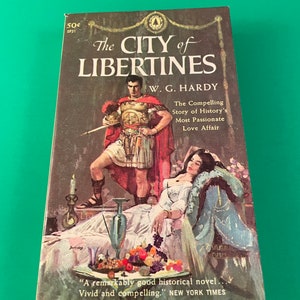 50¢
The CITY of
LIBERTINES
W. G. HARDY
The Compelling
Story of History's
Most Passionate
Love Affair
"A remarkably good historical novel...
Vivid and compelling." NEW YORK TIMES